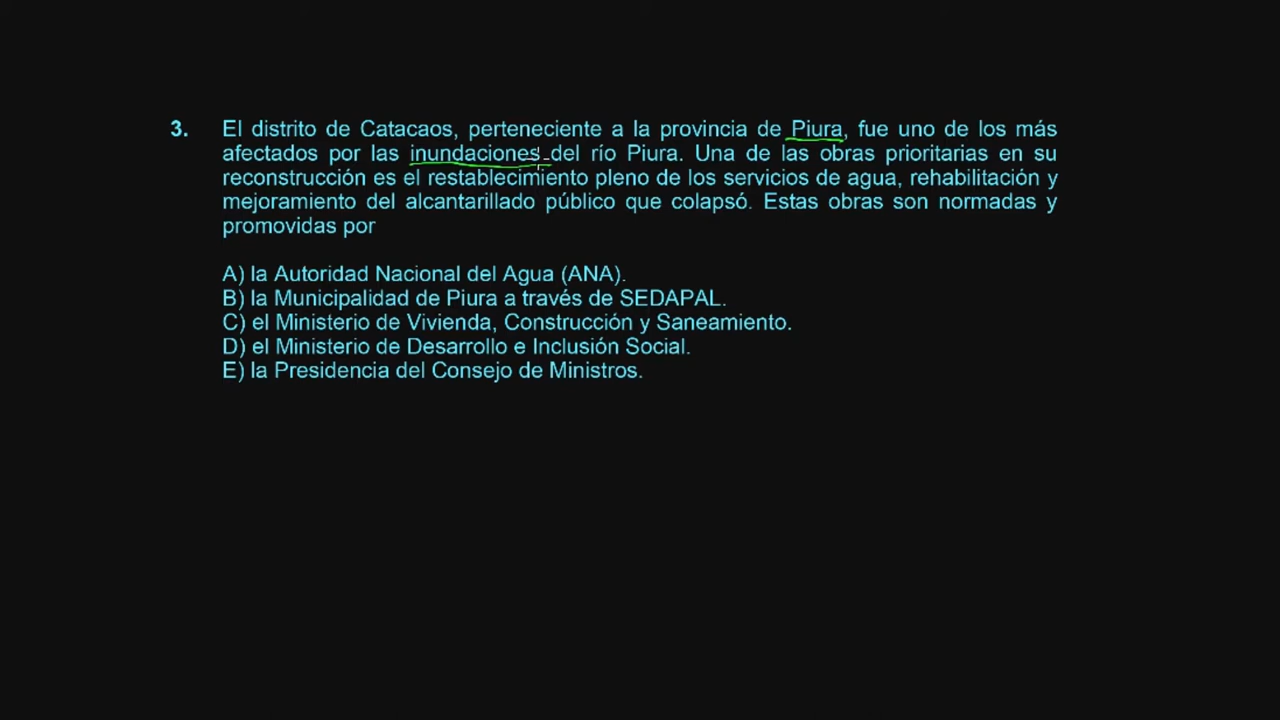 3. El distrito de Catacaos, perteneciente a la provincia de Piura, fue uno de los más
afectados por las inundaciones del río Piura. Una de las obras prioritarias en su
reconstrucción es el restablecimiento pleno de los servicios de agua, rehabilitación y
mejoramiento del alcantarillado público que colapsó. Estas obras son normadas y
promovidas por
A) la Autoridad Nacional del Agua (ANA).
B) la Municipalidad de Piura a través de SEDAPAL.
C) el Ministerio de Vivienda, Construcción y Saneamiento.
D) el Ministerio de Desarrollo e Inclusión Social.
E) la Presidencia del Consejo de Ministros.